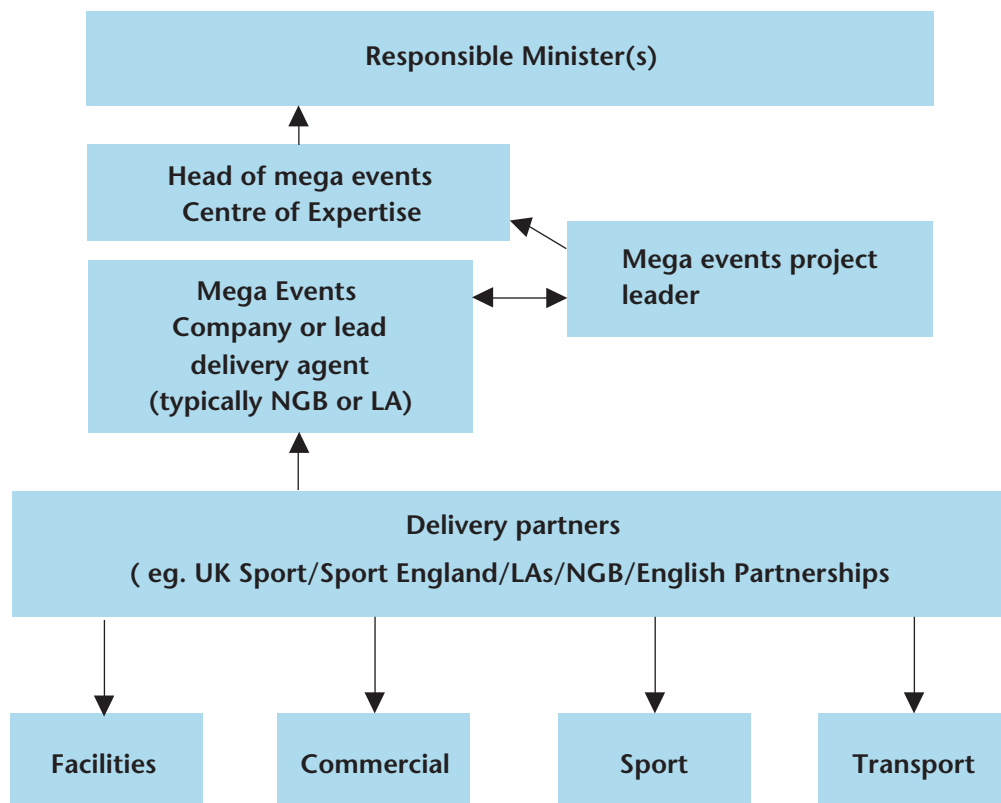 Responsible Minister(s)
Head of mega events
Centre of Expertise
Mega events project
leader
Mega Events
Company or lead
delivery agent
(typically NGB or LA)
Delivery partners
( eg. UK Sport/Sport England/LAs/NGB/English Partnerships
Facilities
Commercial
Sport
Transport